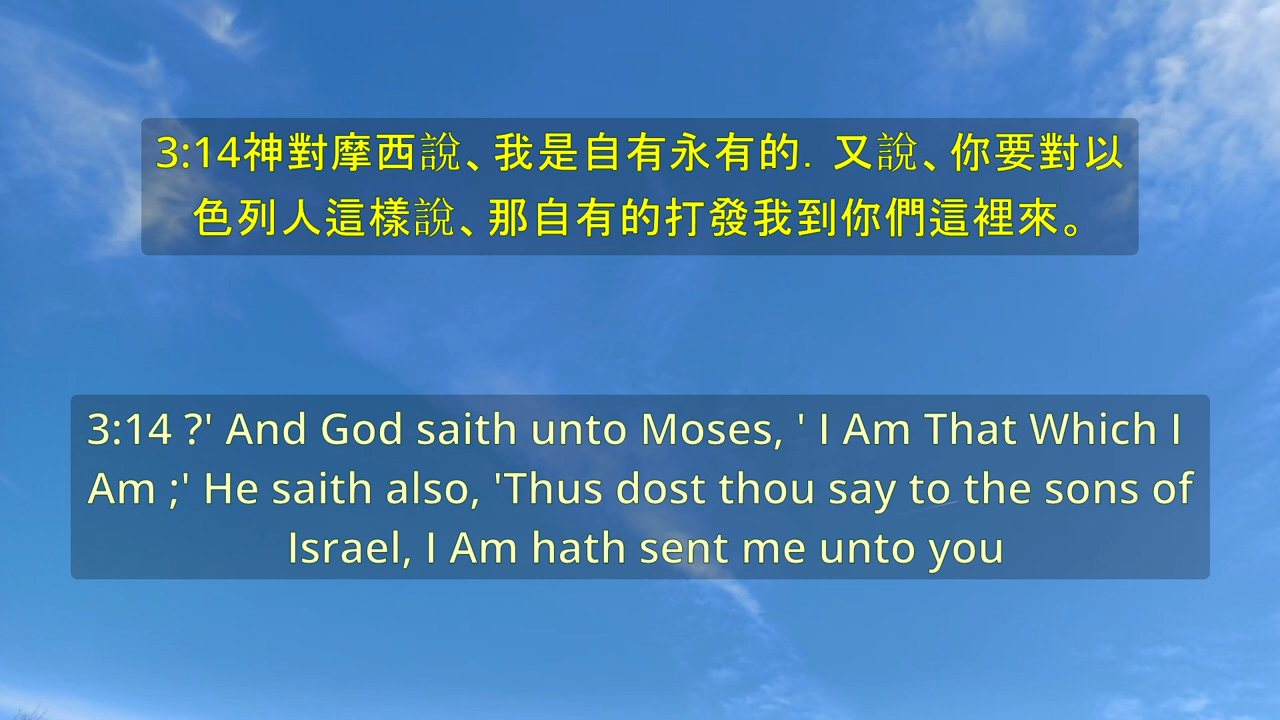 3:14神對摩西說、我是自有永有的. 又說、你要對以
色列人這樣說、那自有的打發我到你們這裡來。
3:14 ?' And God saith unto Moses, ' I Am That Which I
Am ;' He saith also, 'Thus dost thou say to the sons of
Israel, I Am hath sent me unto you